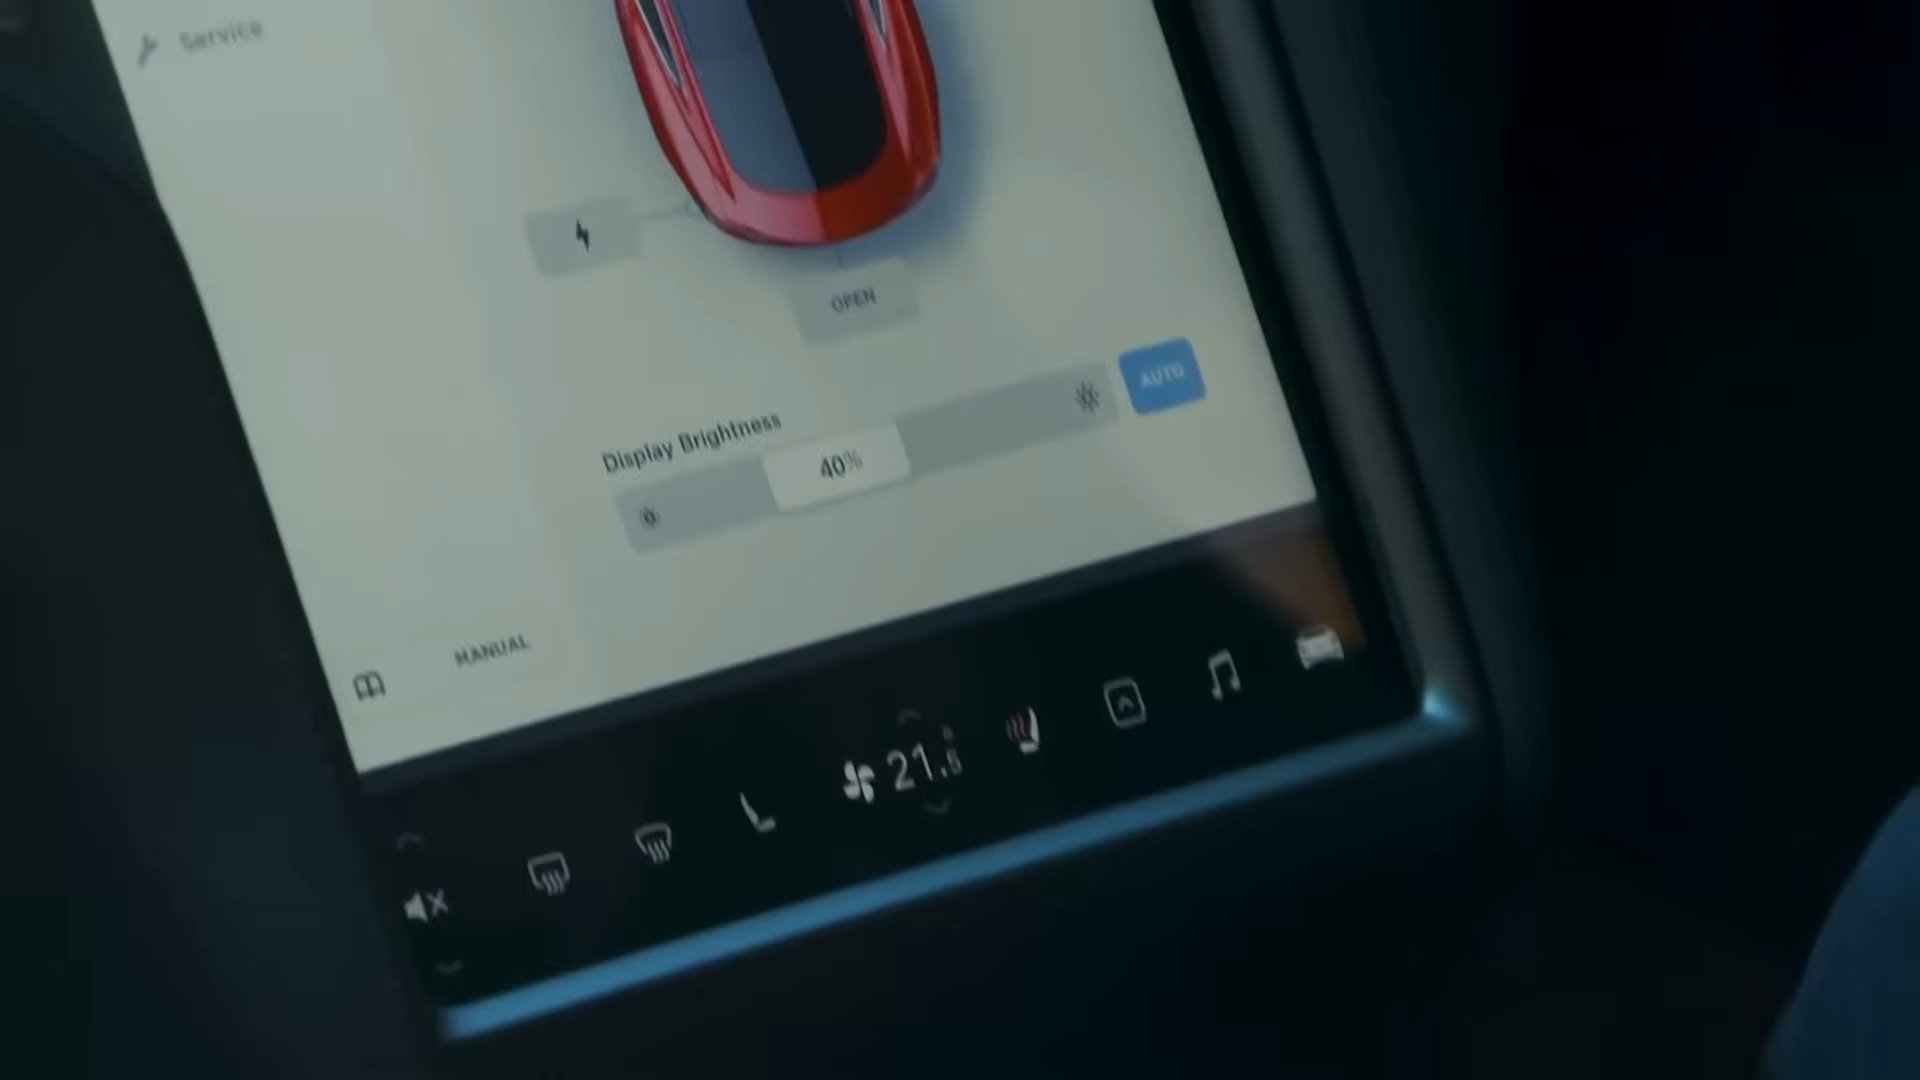 Service
OPEN
AUTO
Display Brightness
40%
MANUAL
21.5°